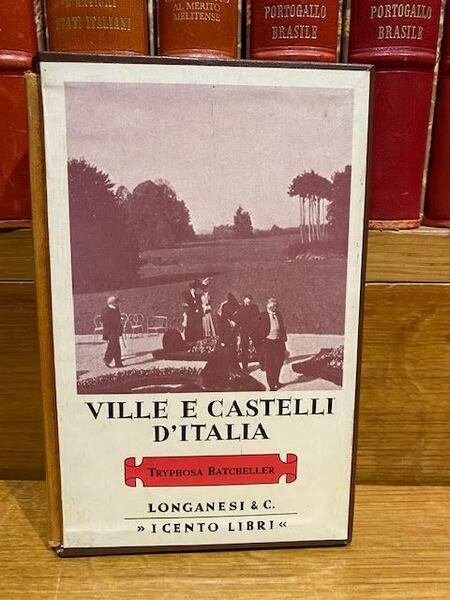 STATI ITALIANI
AL MERITO
MELITENSE
PORTOGALLO
BRASILE
PORTOGALLO
BRASILE
VILLE E CASTELLI
D'ITALIA
TRYPHOSA BATCHELLER
LONGANESI & C.
» I CENTO LIBRI «